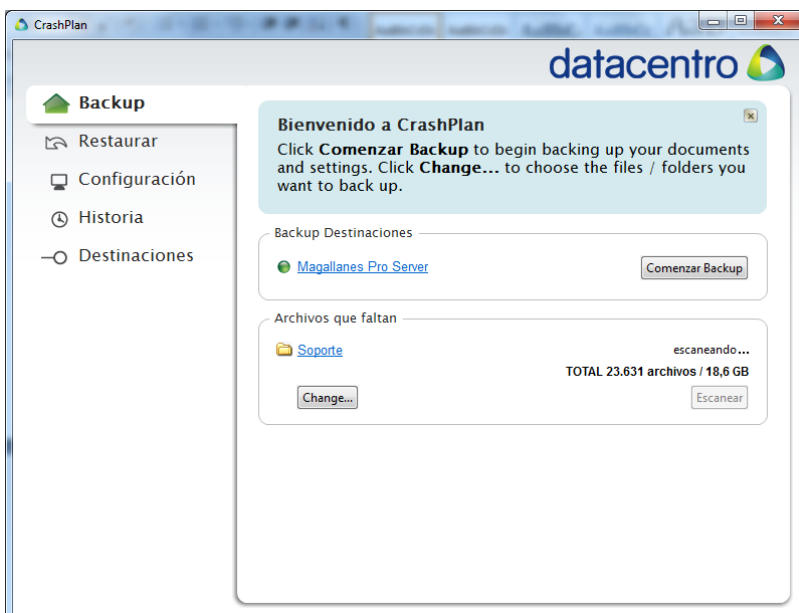 CrashPlan
datacentro
Backup
Restaurar
Configuración
Historia
Destinaciones
Bienvenido a CrashPlan
Click Comenzar Backup to begin backing up your documents
and settings. Click Change... to choose the files / folders you
want to back up.
Backup Destinaciones
Magallanes Pro Server
Comenzar Backup
Archivos que faltan
Soporte
escaneando...
TOTAL 23.631 archivos / 18,6 GB
Change...
Escanear